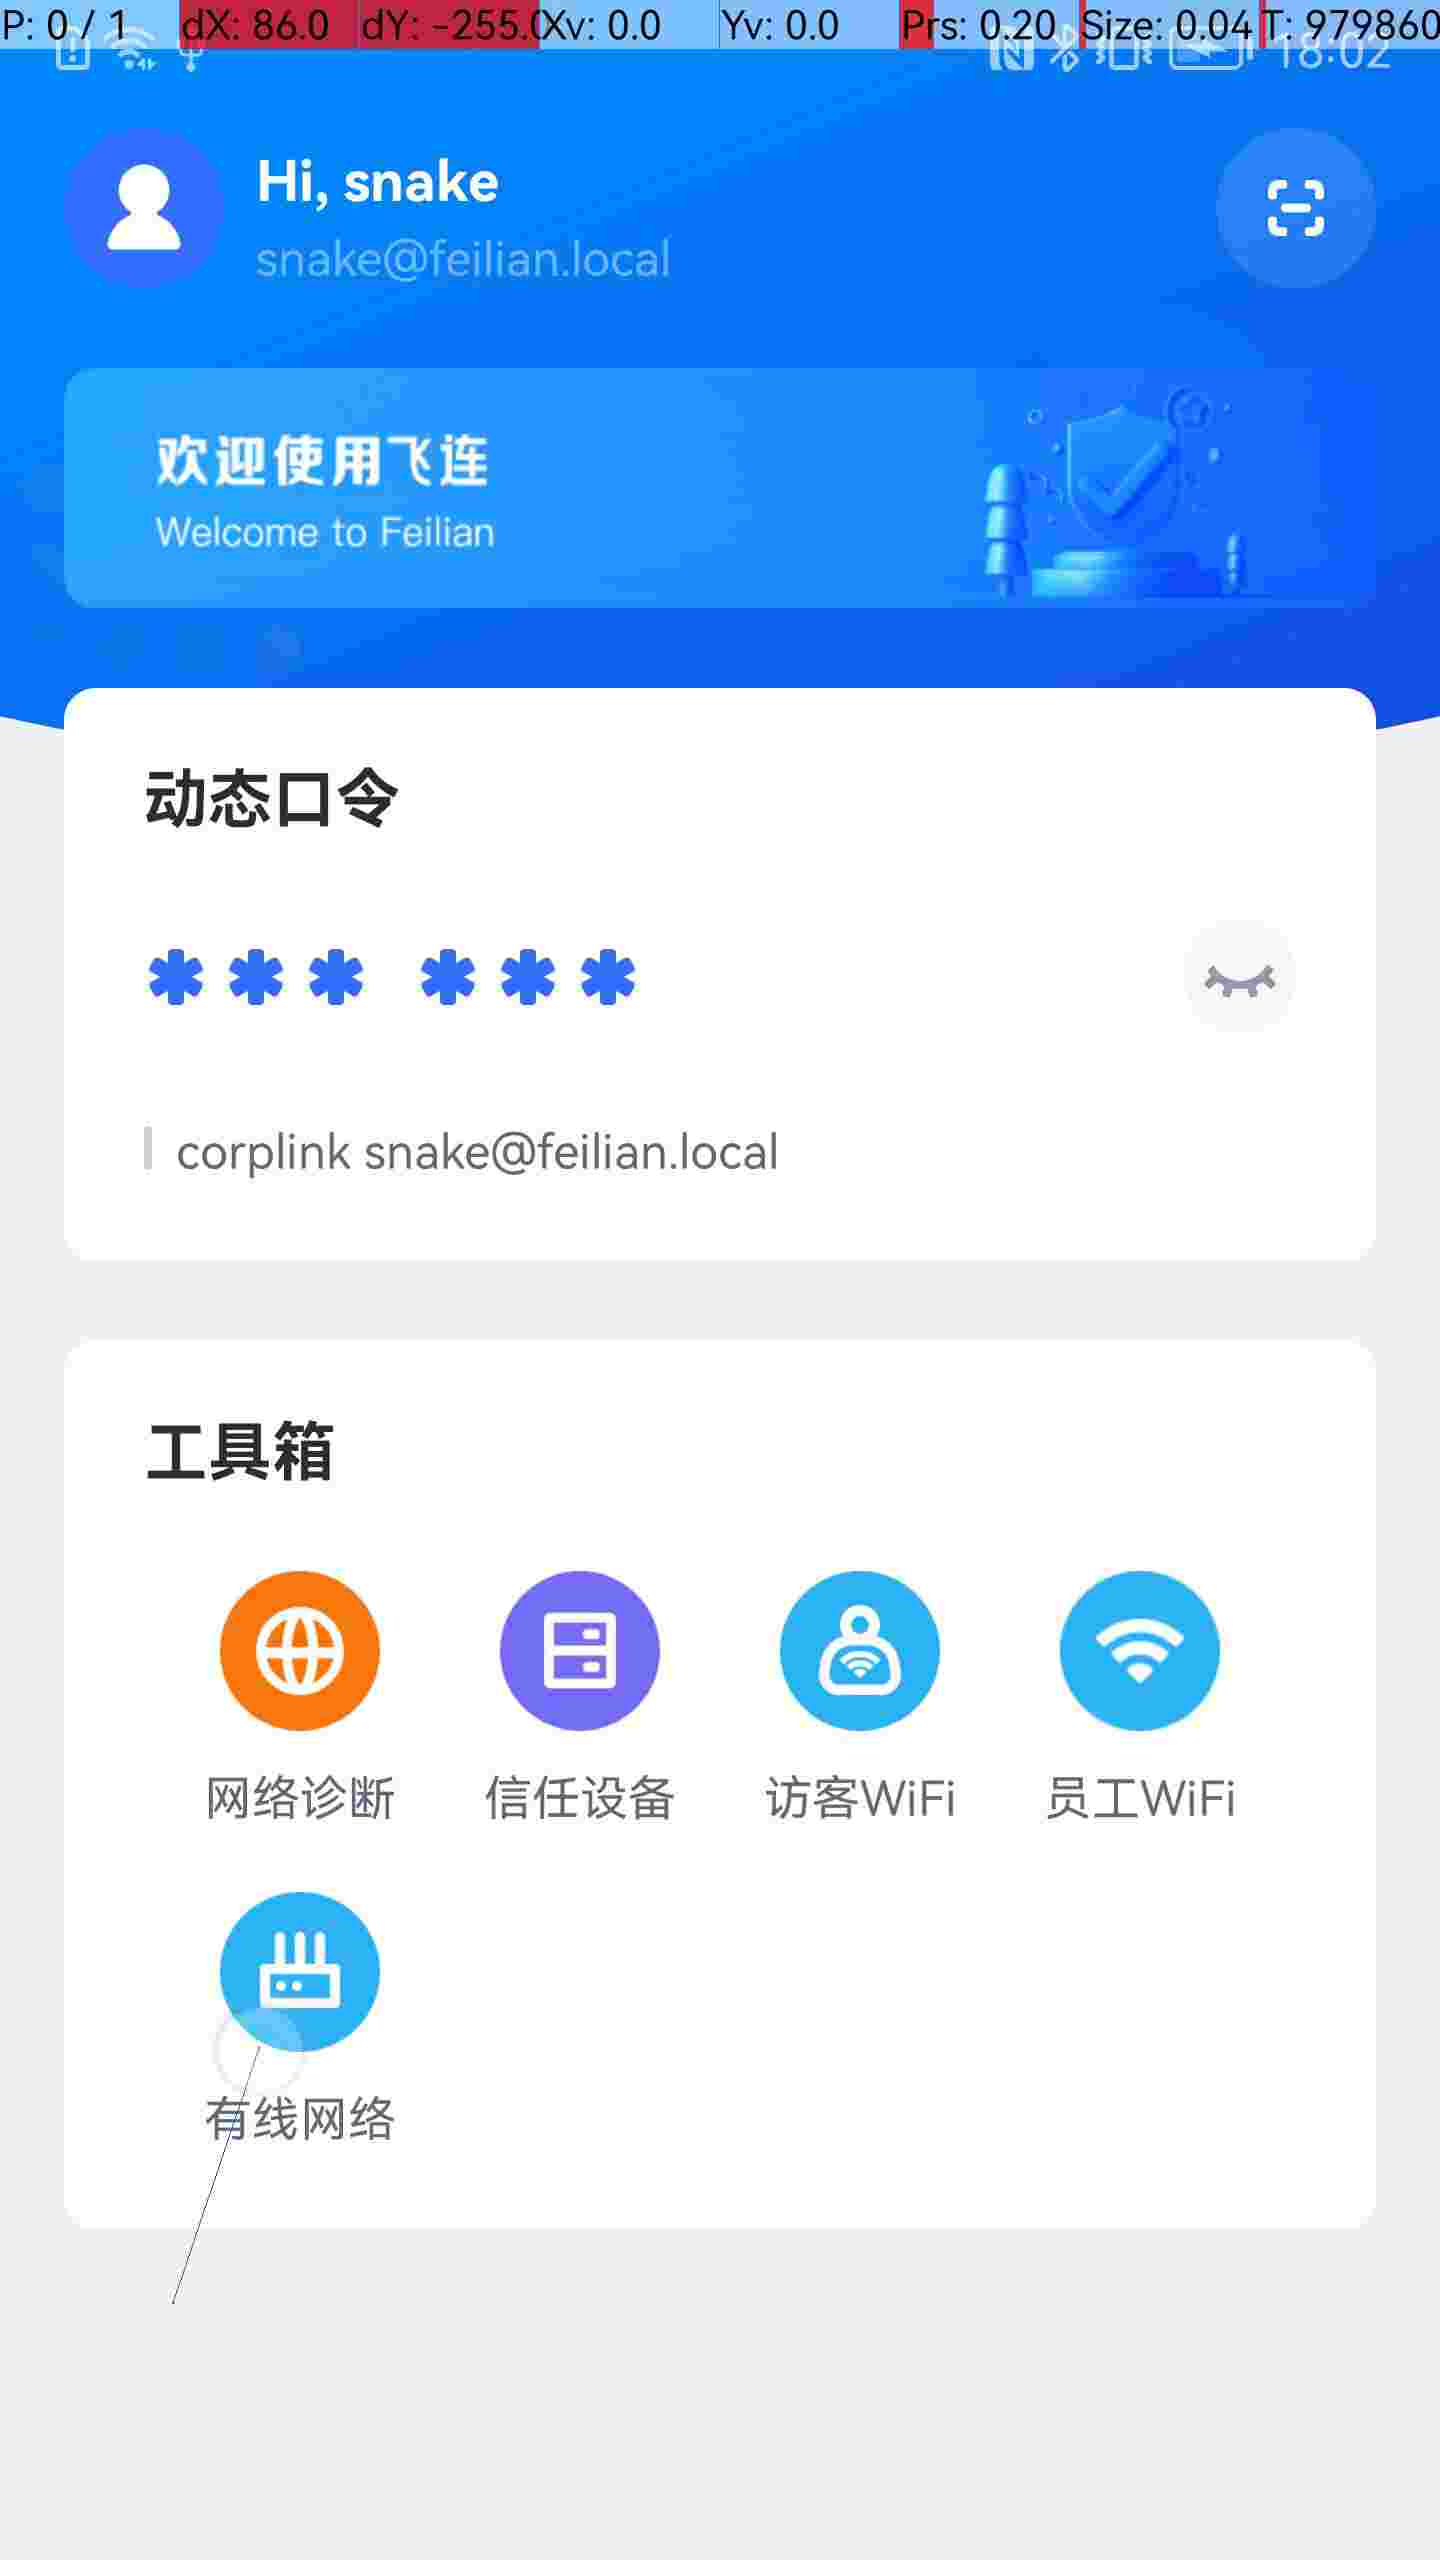 P: 0 / 1 dX: 86.0 dY: -255.0 Xv: 0.0 Yv: 0.0 Prs: 0.20 Size: 0.04 T: 979860
18:02
Hi, snake
snake@feilian.local
欢迎使用飞连
Welcome to Feilian
动态口令
*** ***
corplink snake@feilian.local
工具箱
网络诊断 信任设备 访客WiFi 员工WiFi
有线网络